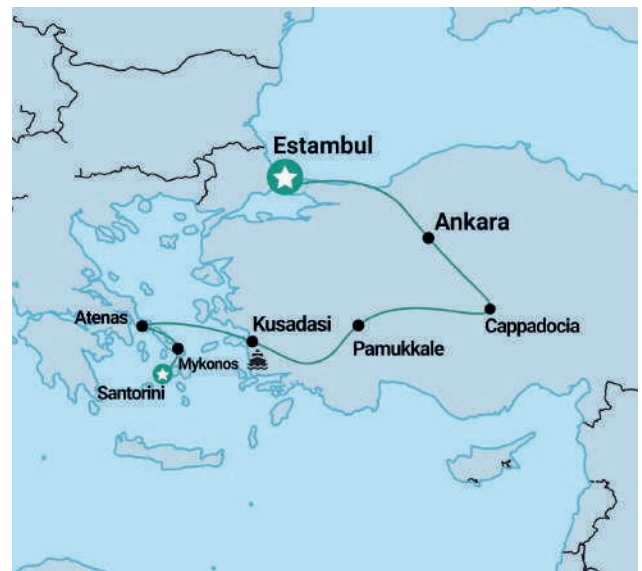 Estambul
Ankara
Atenas
Kusadasi
Cappadocia
Pamukkale
Mykonos
Santorini